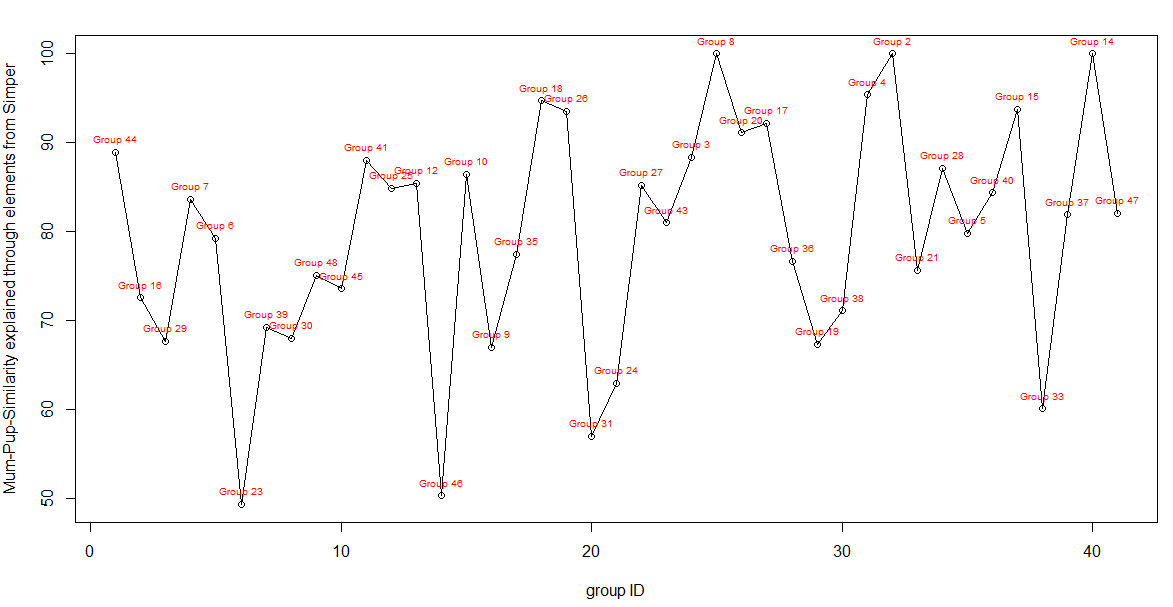 Mum-Pup-Similarity explained through elements from Simper
100
90
80
70
60
50
Group 44
Group 16
Group 29
Group 7
Group 6
Group 23
Group 39
Group 30
Group 48
Group 45
Group 41
Group 25
Group 12
Group 46
Group 10
Group 9
Group 35
Group 18
Group 26
Group 31
Group 24
Group 27
Group 43
Group 3
Group 8
Group 20
Group 17
Group 36
Group 19
Group 38
Group 4
Group 2
Group 21
Group 28
Group 5
Group 40
Group 15
Group 33
Group 37
Group 14
Group 47
0 10 20 30 40
group ID